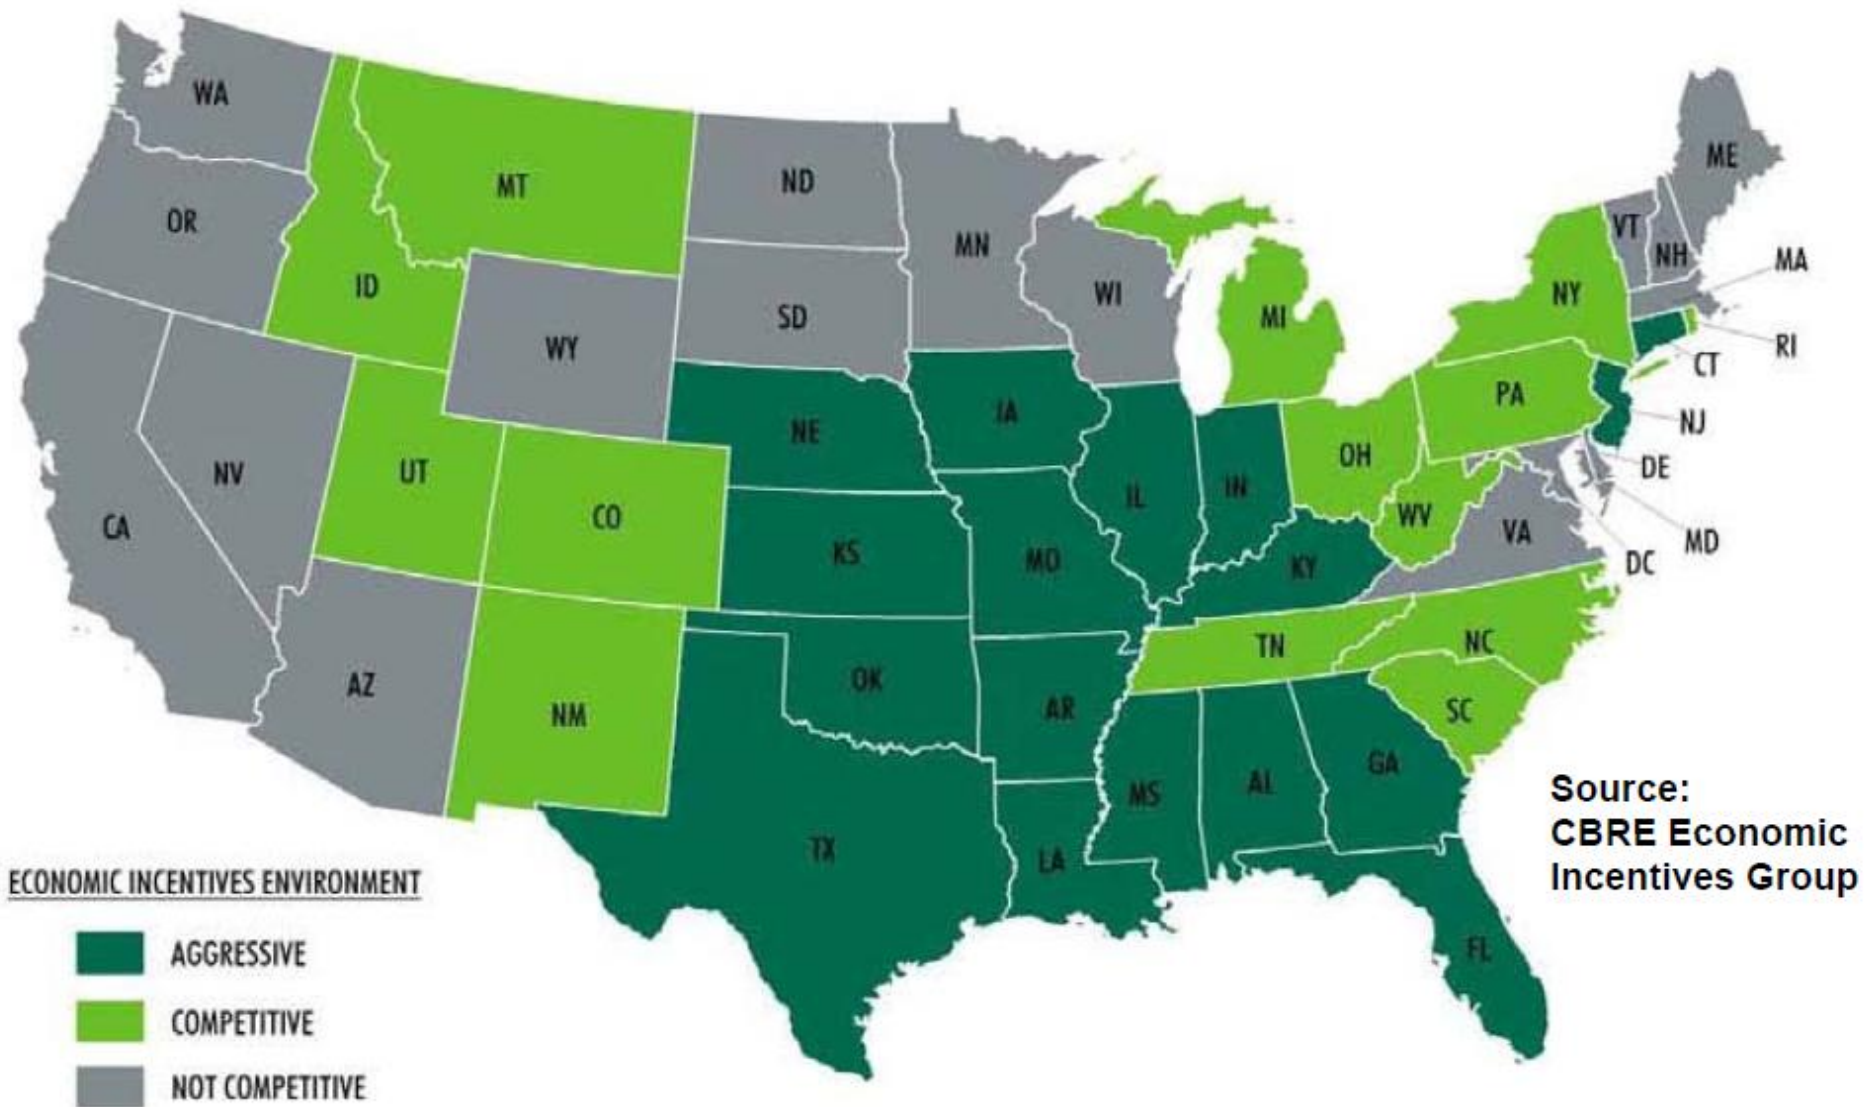 WA
ME
MT
ND
VT
OR
MN
NH
MA
ID
WI
NY
SD
MI
RI
WY
CT
PA
IA
NJ
NE
OH
DE
NV
UT
IN
IL
CO
WV
CA
VA
MD
KS
MO
DC
KY
TN
NC
AZ
OK
NM
AR
SC
GA
AL
MS
Source:
CBRE Economic
Incentives Group
TX
LA
ECONOMIC INCENTIVES ENVIRONMENT
FL
AGGRESSIVE
COMPETITIVE
NOT COMPETITIVE